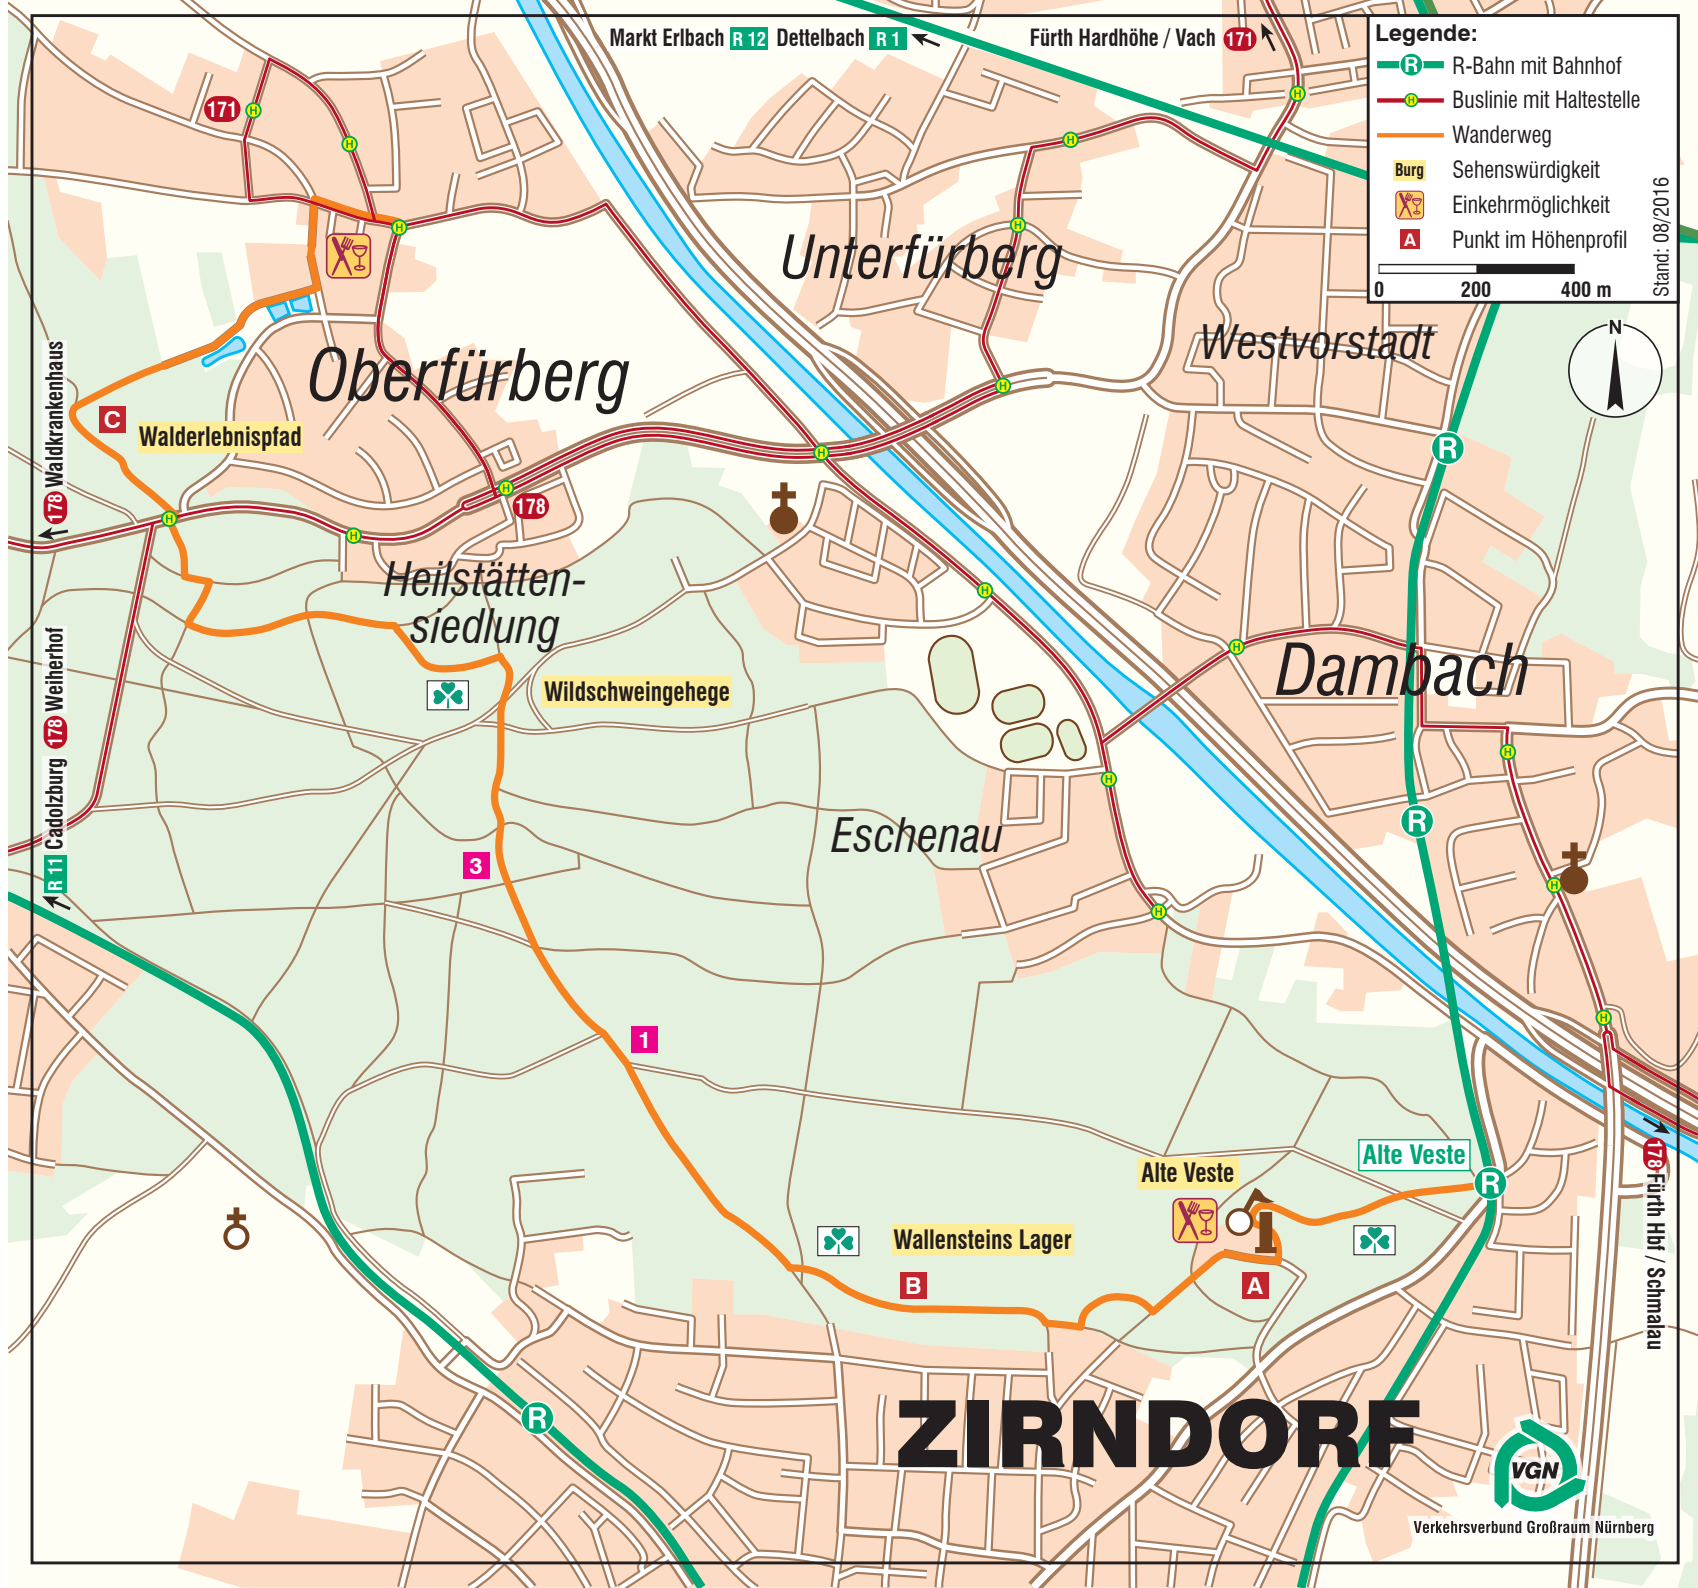 Markt Erlbach R 12 Dettelbach R 1
Fürth Hardhöhe / Vach 171
Legende:
R R-Bahn mit Bahnhof
H Buslinie mit Haltestelle
Wanderweg
Burg Sehenswürdigkeit
Einkehrmöglichkeit
A Punkt im Höhenprofil
0 200 400 m
Stand: 08/2016
N
171
H
H
H
H
H
H
Unterfürberg
Westvorstadt
Oberfürberg
H
H
R
178 Waldkrankenhaus
C
Walderlebnispfad
H
178
H
H
Heilstätten-
siedlung
H
H
Dambach
Wildschweingehege
R 11 Cadolzburg 178 Weiherhof
H
H
R
Eschenau
3
H
H
1
H
Alte Veste
Alte Veste
R
178 Fürth Hbf / Schmalau
Wallensteins Lager
B
A
R
ZIRNDORF
VGN
Verkehrsverbund Großraum Nürnberg